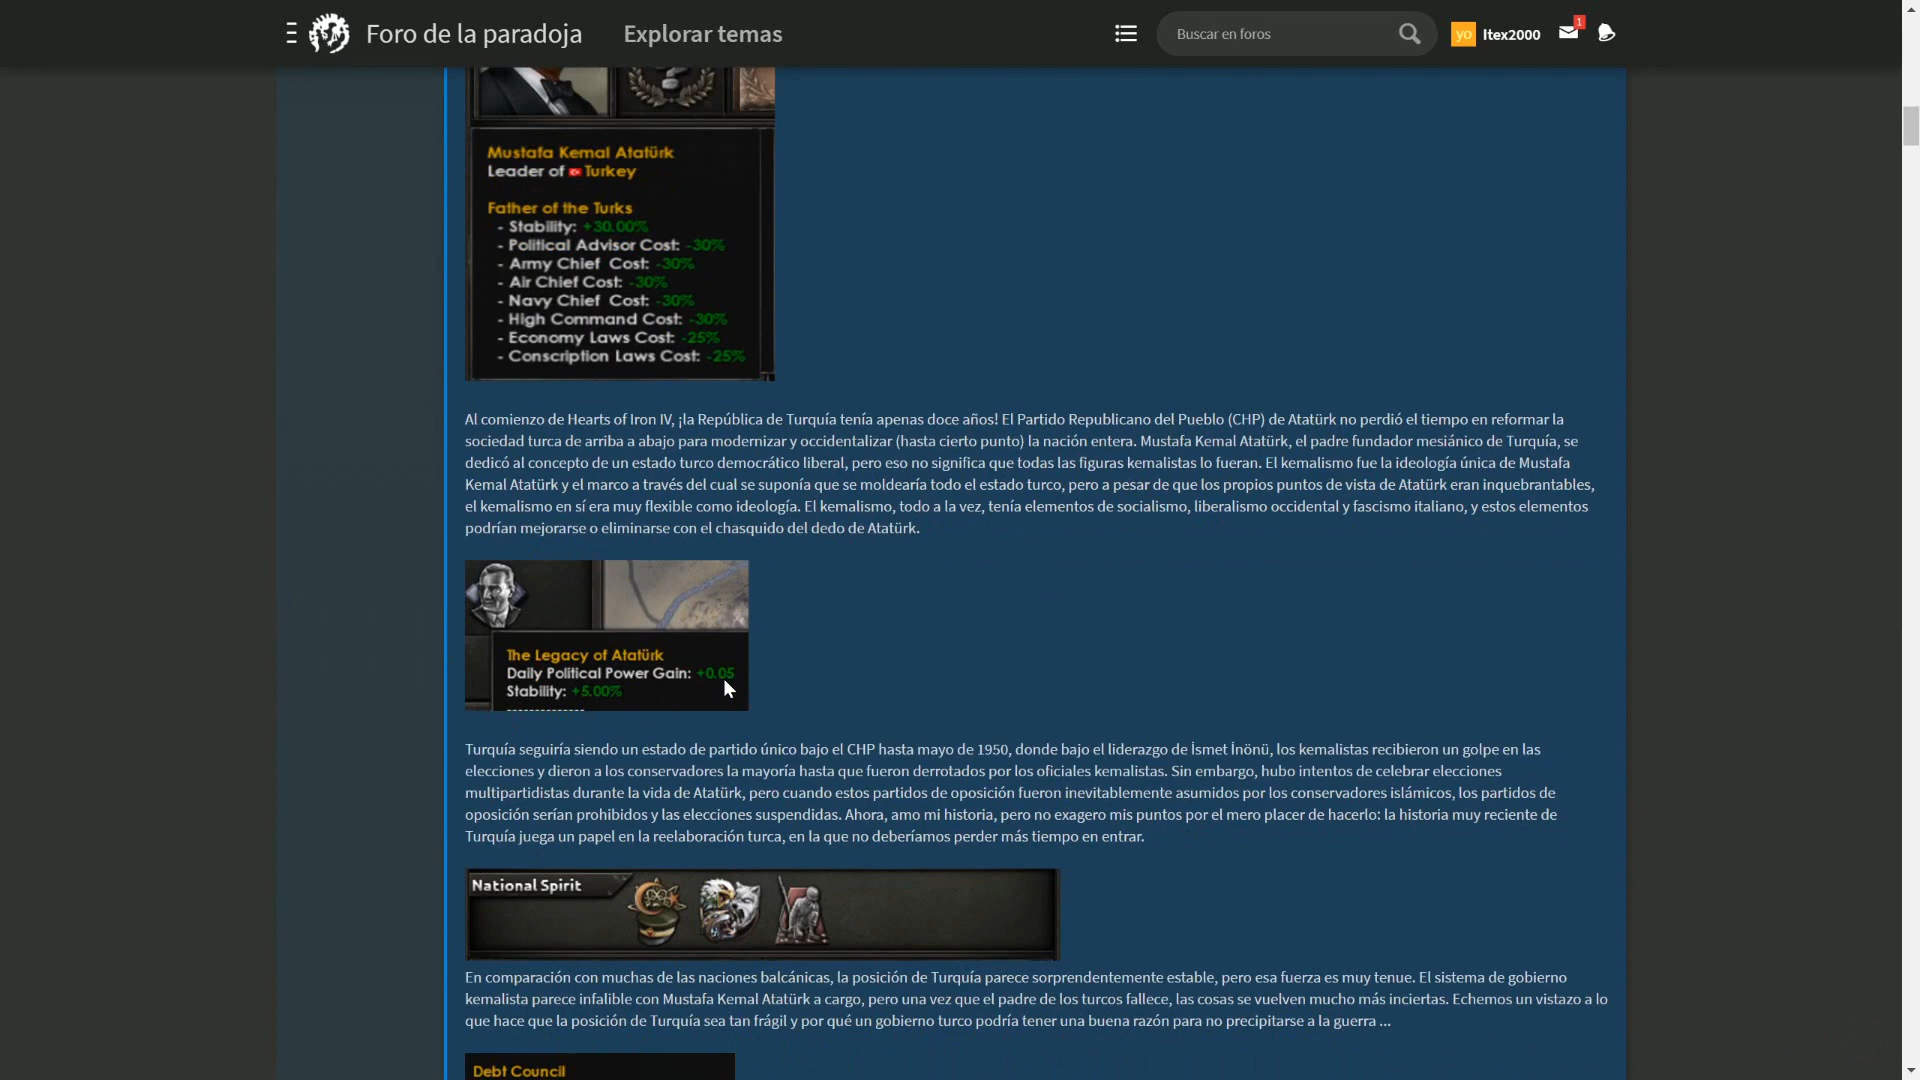 Foro de la paradoja
Explorar temas
Buscar en foros
yo
Itex2000
1
Mustafa Kemal Atatürk
Leader of Turkey
Father of the Turks
- Stability: +30.00%
- Political Advisor Cost: -30%
- Army Chief Cost: -30%
- Air Chief Cost: -30%
- Navy Chief Cost: -30%
- High Command Cost: -30%
- Economy Laws Cost: -25%
- Conscription Laws Cost: -25%
Al comienzo de Hearts of Iron IV, ¡la República de Turquía tenía apenas doce años! El Partido Republicano del Pueblo (CHP) de Atatürk no perdió el tiempo en reformar la
sociedad turca de arriba a abajo para modernizar y occidentalizar (hasta cierto punto) la nación entera. Mustafa Kemal Atatürk, el padre fundador mesiánico de Turquía, se
dedicó al concepto de un estado turco democrático liberal, pero eso no significa que todas las figuras kemalistas lo fueran. El kemalismo fue la ideología única de Mustafa
Kemal Atatürk y el marco a través del cual se suponía que se moldearía todo el estado turco, pero a pesar de que los propios puntos de vista de Atatürk eran inquebrantables,
el kemalismo en sí era muy flexible como ideología. El kemalismo, todo a la vez, tenía elementos de socialismo, liberalismo occidental y fascismo italiano, y estos elementos
podrían mejorarse o eliminarse con el chasquido del dedo de Atatürk.
The Legacy of Atatürk
Daily Political Power Gain: +0.05
Stability: +5.00%
Turquía seguiría siendo un estado de partido único bajo el CHP hasta mayo de 1950, donde bajo el liderazgo de İsmet İnönü, los kemalistas recibieron un golpe en las
elecciones y dieron a los conservadores la mayoría hasta que fueron derrotados por los oficiales kemalistas. Sin embargo, hubo intentos de celebrar elecciones
multipartidistas durante la vida de Atatürk, pero cuando estos partidos de oposición fueron inevitablemente asumidos por los conservadores islámicos, los partidos de
oposición serían prohibidos y las elecciones suspendidas. Ahora, amo mi historia, pero no exagero mis puntos por el mero placer de hacerlo: la historia muy reciente de
Turquía juega un papel en la reelaboración turca, en la que no deberíamos perder más tiempo en entrar.
National Spirit
En comparación con muchas de las naciones balcánicas, la posición de Turquía parece sorprendentemente estable, pero esa fuerza es muy tenue. El sistema de gobierno
kemalista parece infalible con Mustafa Kemal Atatürk a cargo, pero una vez que el padre de los turcos fallece, las cosas se vuelven mucho más inciertas. Echemos un vistazo a lo
que hace que la posición de Turquía sea tan frágil y por qué un gobierno turco podría tener una buena razón para no precipitarse a la guerra ...
Debt Council